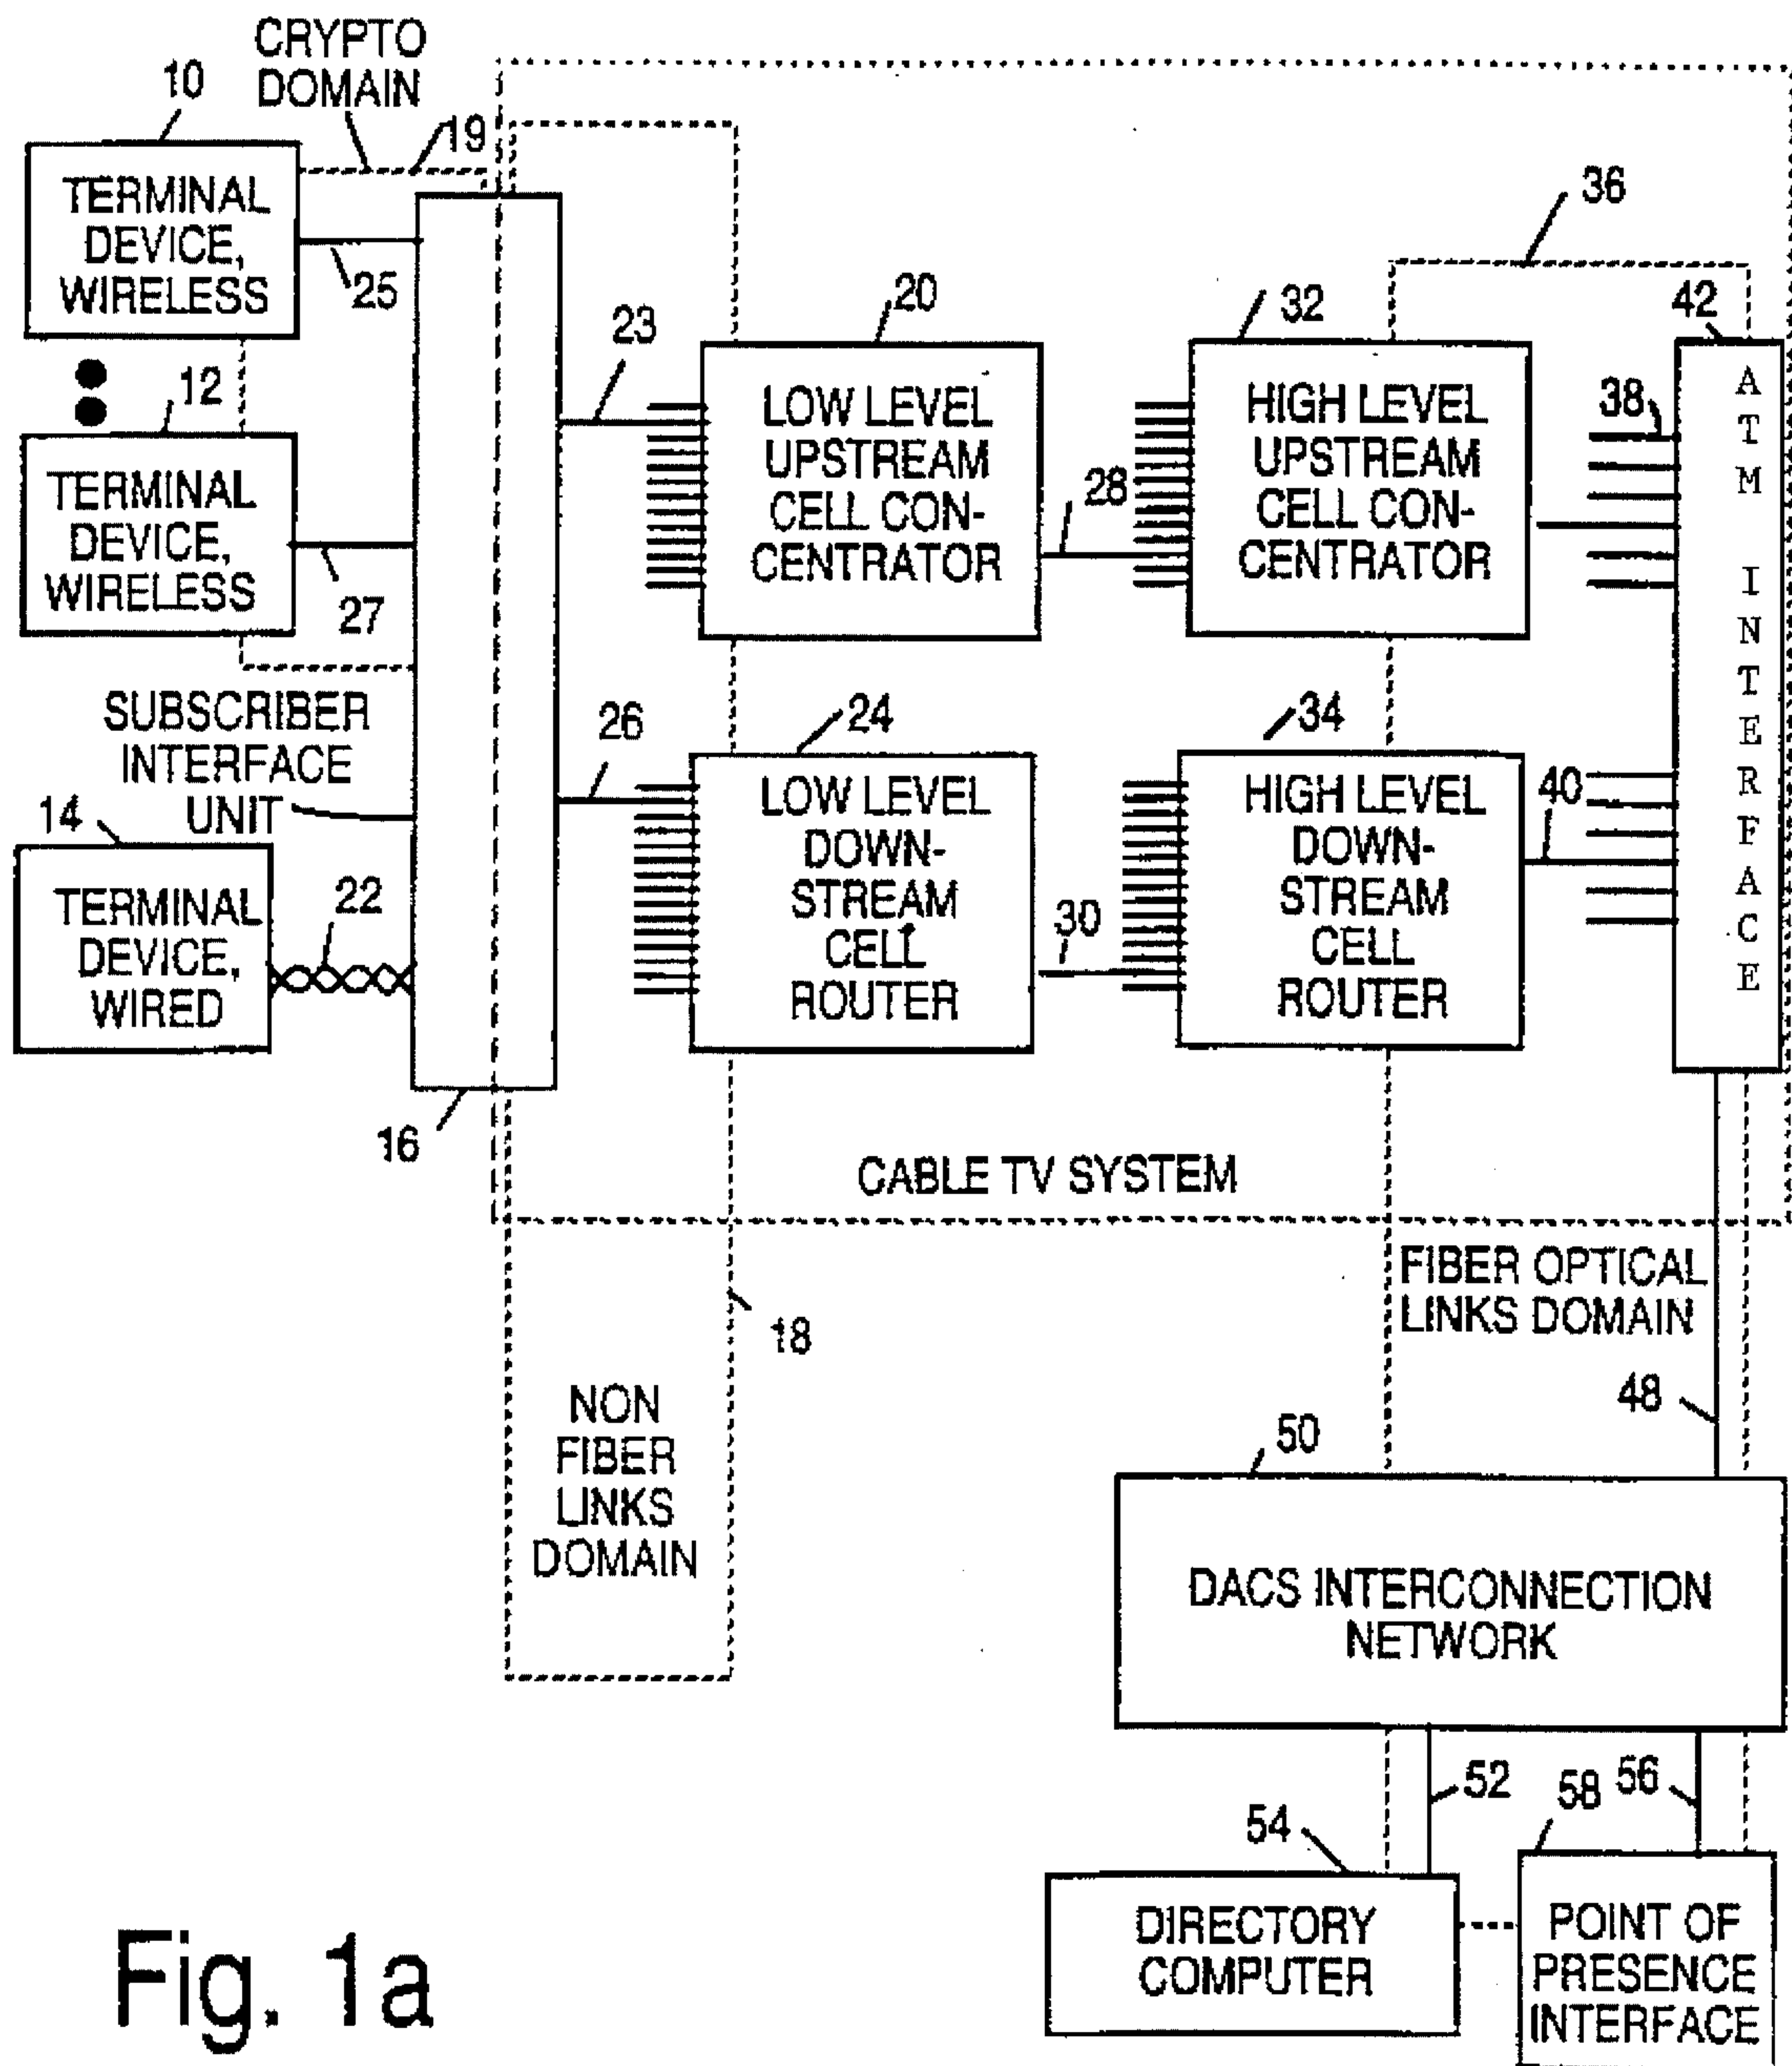 CRYPTO
DOMAIN
10
19
TERMINAL
DEVICE,
WIRELESS
25
12
TERMINAL
DEVICE,
WIRELESS
27
SUBSCRIBER
INTERFACE
UNIT
14
TERMINAL
DEVICE,
WIRED
22
16
23
20
LOW LEVEL
UPSTREAM
CELL CON-
CENTRATOR
28
32
HIGH LEVEL
UPSTREAM
CELL CON-
CENTRATOR
36
38
42
ATM INTERFACE
26
24
LOW LEVEL
DOWN-
STREAM
CELL
ROUTER
30
34
HIGH LEVEL
DOWN-
STREAM
CELL
ROUTER
40
CABLE TV SYSTEM
FIBER OPTICAL
LINKS DOMAIN
18
NON
FIBER
LINKS
DOMAIN
48
50
DACS INTERCONNECTION
NETWORK
52
56
54
58
DIRECTORY
COMPUTER
POINT OF
PRESENCE
INTERFACE
Fig. 1a